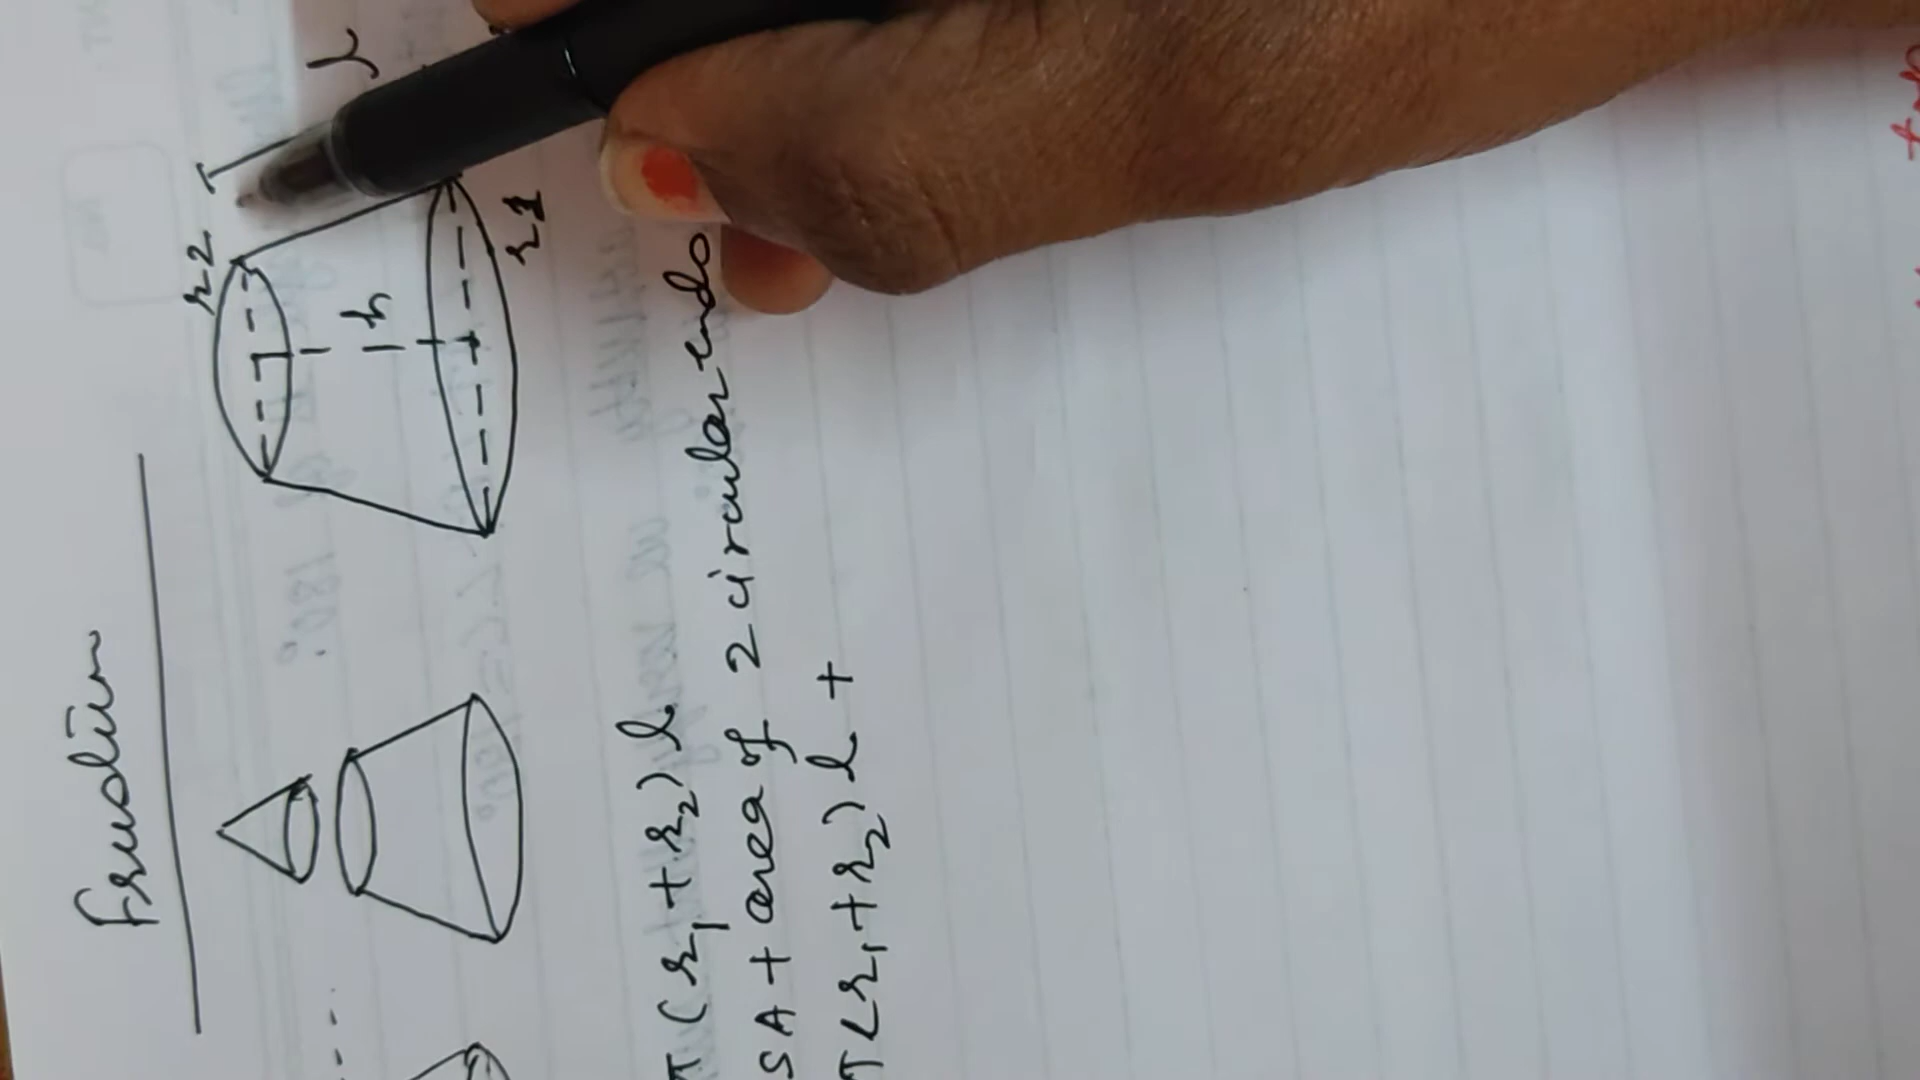 Frustum
r2
h
l
r1
π(r₁+r₂)l
SA + area of 2 circular ends
π(r₁+r₂)l +